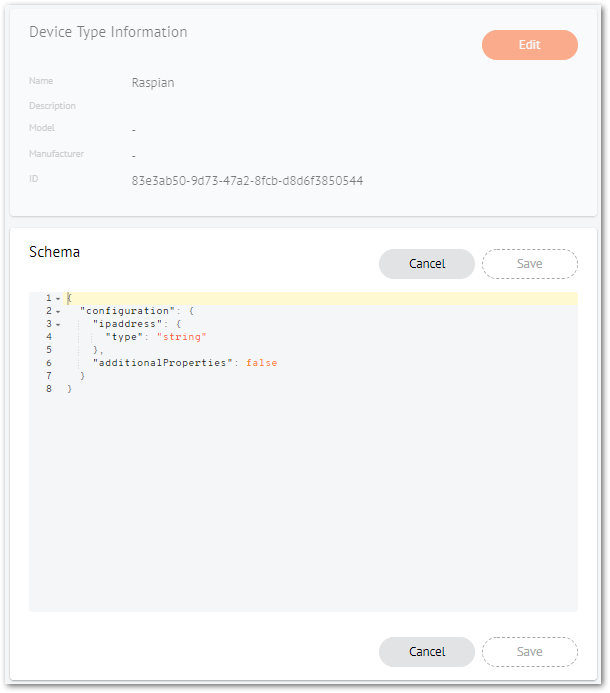 Device Type Information
Edit
Name Raspian
Description
Model -
Manufacturer -
ID 83e3ab50-9d73-47a2-8fcb-d8d6f3850544
Schema
Cancel Save
1 {
2 "configuration": {
3 "ipaddress": {
4 "type": "string"
5 },
6 "additionalProperties": false
7 }
8 }
Cancel Save